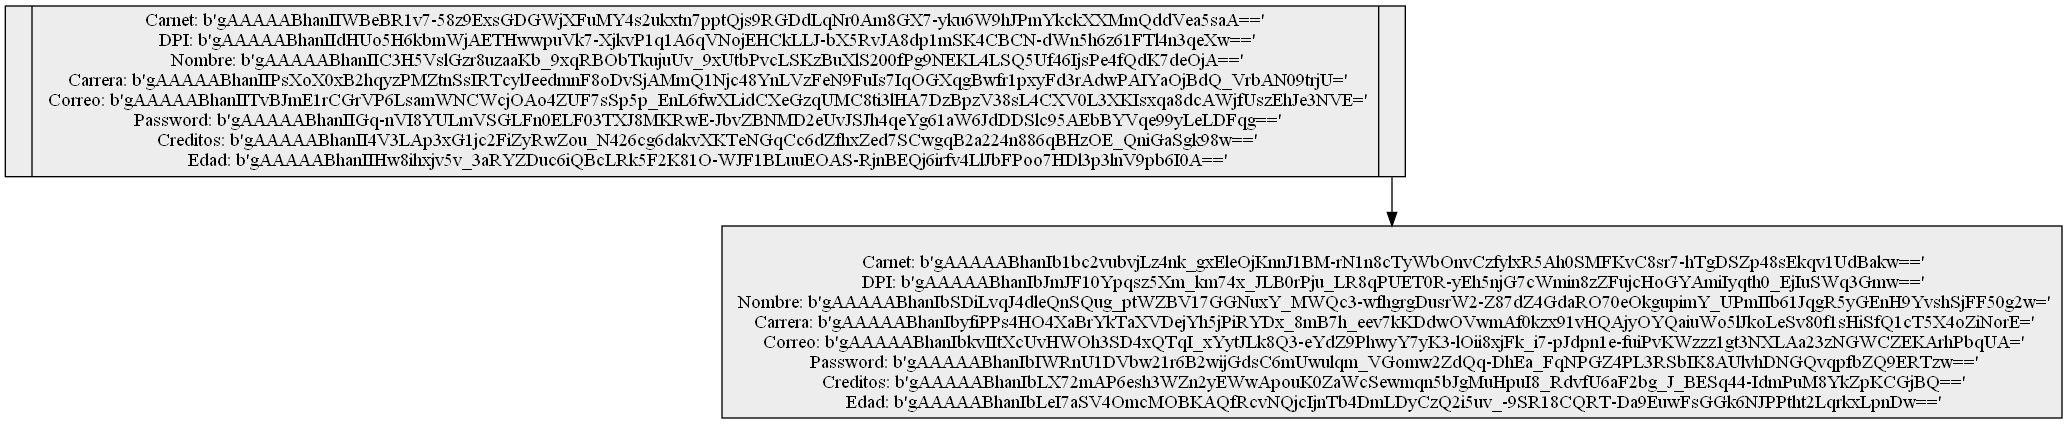 Carnet: b'gAAAAABhanIIWBeBR1v7-58z9ExsGDGWjXFuMY4s2ukxtn7pptQjs9RGDdLqNr0Am8GX7-yku6W9hJPmYkckXXMmQddVea5saA=='
DPI: b'gAAAAABhanIIdHUo5H6kbmWjAETHwwpuVk7-XjkvP1q1A6qVNojEHCkLLJ-bX5RvJA8dp1mSK4CBCN-dWn5h6z61FTl4n3qeXw=='
Nombre: b'gAAAAABhanIIC3H5VslGzr8uzaaKb_9xqRBObTkujuUv_9xUtbPvcLSKzBuXlS200fPg9NEKL4LSQ5Uf46IjsPe4fQdK7deOjA=='
Carrera: b'gAAAAABhanIIPsXoX0xB2hqyzPMZtnSsIRTcylJeedmnF8oDvSjAMmQ1Njc48YnLVzFeN9FuIs7IqOGXqgBwfr1pxyFd3rAdwPAIYaOjBdQ_VrbAN09trjU='
Correo: b'gAAAAABhanIITvBJmE1rCGrVP6LsamWNCWcjOAo4ZUF7sSp5p_EnL6fwXLidCXeGzqUMC8ti3lHA7DzBpzV38sL4CXV0L3XKIsxqa8dcAWjfUszEhJe3NVE='
Password: b'gAAAAABhanIIGq-nVI8YULmVSGLFn0ELF03TXJ8MKRwE-JbvZBNMD2eUvJSJh4qeYg61aW6JdDDSlc95AEbBYVqe99yLeLDFqg=='
Creditos: b'gAAAAABhanII4V3LAp3xG1jc2FiZyRwZou_N426cg6dakvXKTeNGqCc6dZfhxZed7SCwgqB2a224n886qBHzOE_QniGaSgk98w=='
Edad: b'gAAAAABhanIIHw8ihxjv5v_3aRYZDuc6iQBcLRk5F2K81O-WJF1BLuuEOAS-RjnBEQj6irfv4LlJbFPoo7HDl3p3lnV9pb6I0A=='
Carnet: b'gAAAAABhanIb1bc2vubvjLz4nk_gxEleOjKnnJ1BM-rN1n8cTyWbOnvCzfylxR5Ah0SMFKvC8sr7-hTgDSZp48sEkqv1UdBakw=='
DPI: b'gAAAAABhanIbJmJF10Ypqsz5Xm_km74x_JLB0rPju_LR8qPUET0R-yEh5njG7cWmin8zZFujcHoGYAmiIyqth0_EjIuSWq3Gmw=='
Nombre: b'gAAAAABhanIbSDiLvqJ4dleQnSQug_ptWZBV17GGNuxY_MWQc3-wfhgrgDusrW2-Z87dZ4GdaRO70eOkgupimY_UPmIIb61JqgR5yGEnH9YvshSjFF50g2w='
Carrera: b'gAAAAABhanIbyfiPPs4HO4XaBrYkTaXVDejYh5jPiRYDx_8mB7h_eev7kKDdwOVwmAf0kzx91vHQAjyOYQaiuWo5lJkoLeSv80f1sHiSfQ1cT5X4oZiNorE='
Correo: b'gAAAAABhanIbkvIItXcUvHWOh3SD4xQTqI_xYytJLk8Q3-eYdZ9PhwyY7yK3-lOii8xjFk_i7-pJdpn1e-fuiPvKWzzz1gt3NXLAa23zNGWCZEKArhPbqUA='
Password: b'gAAAAABhanIbIWRnU1DVbw21r6B2wijGdsC6mUwulqm_VGomw2ZdQq-DhEa_FqNPGZ4PL3RSbIK8AUlvhDNGQvqpfbZQ9ERTzw=='
Creditos: b'gAAAAABhanIbLX72mAP6esh3WZn2yEWwApouK0ZaWcSewmqn5bJgMuHpuI8_RdvfU6aF2bg_J_BESq44-IdmPuM8YkZpKCGjBQ=='
Edad: b'gAAAAABhanIbLeI7aSV4OmcMOBKAQfRcvNQjcIjnTb4DmLDyCzQ2i5uv_-9SR18CQRT-Da9EuwFsGGk6NJPPtht2LqrkxLpnDw=='